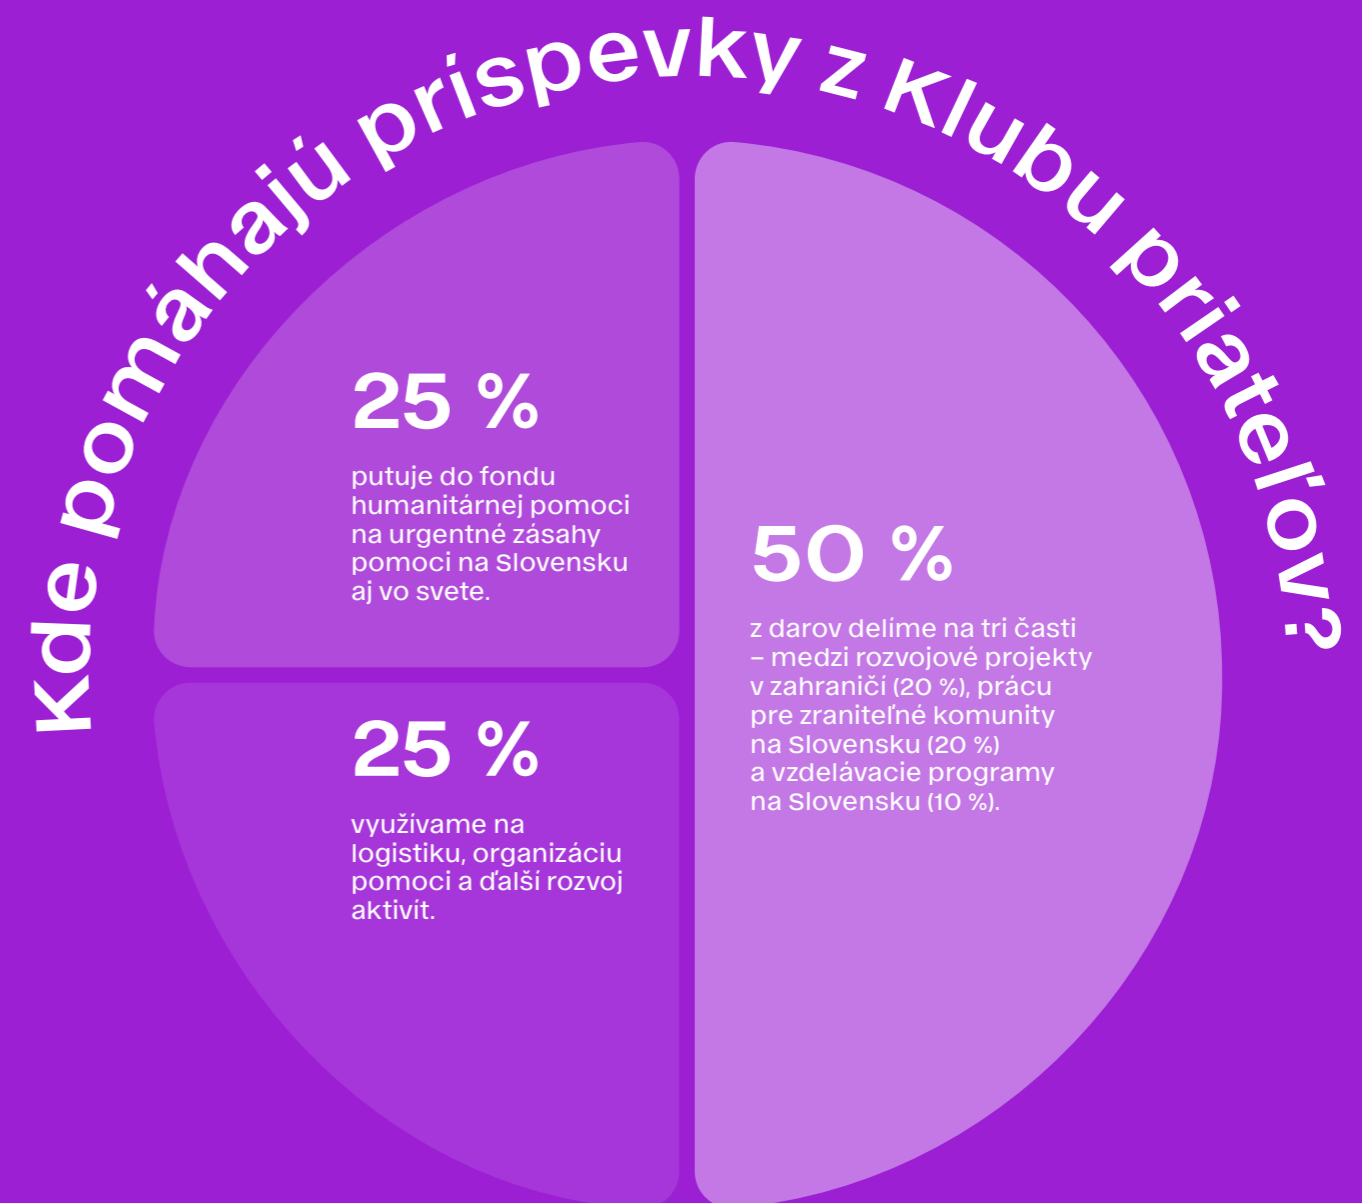 Kde pomáhajú príspevky z Klubu priateľov?
25 %
putuje do fondu
humanitárnej pomoci
na urgentné zásahy
pomoci na Slovensku
aj vo svete.
25 %
využívame na
logistiku, organizáciu
pomoci a ďalší rozvoj
aktivít.
50 %
z darov delíme na tri časti
– medzi rozvojové projekty
v zahraničí (20 %), prácu
pre zraniteľné komunity
na Slovensku (20 %)
a vzdelávacie programy
na Slovensku (10 %).